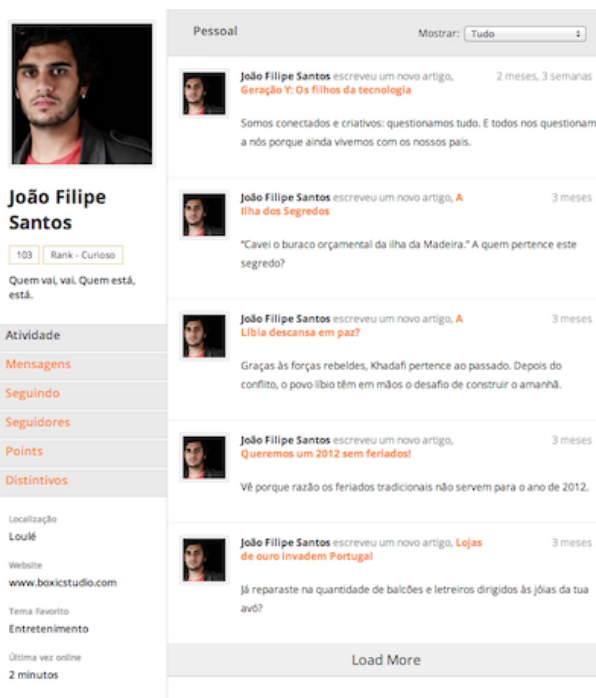 João Filipe
Santos
103 Rank - Curioso
Quem vai, vai. Quem está,
está.
Atividade
Mensagens
Seguindo
Seguidores
Points
Distintivos
Localização
Loulé
Website
www.boxicstudio.com
Tema Favorito
Entretenimento
Última vez online
2 minutos
Pessoal
Mostrar: Tudo
João Filipe Santos escreveu um novo artigo, 2 meses, 3 semanas
Geração Y: Os filhos da tecnologia
Somos conectados e criativos: questionamos tudo. E todos nos questionam
a nós porque ainda vivemos com os nossos pais.
João Filipe Santos escreveu um novo artigo, A 3 meses
Ilha dos Segredos
"Cavei o buraco orçamental da ilha da Madeira." A quem pertence este
segredo?
João Filipe Santos escreveu um novo artigo, A 3 meses
Líbia descansa em paz?
Graças às forças rebeldes, Khadafi pertence ao passado. Depois do
conflito, o povo líbio têm em mãos o desafio de construir o amanhã.
João Filipe Santos escreveu um novo artigo, 3 meses
Queremos um 2012 sem feriados!
Vê porque razão os feriados tradicionais não servem para o ano de 2012.
João Filipe Santos escreveu um novo artigo, Lojas 3 meses
de ouro invadem Portugal
Já reparaste na quantidade de balcões e letreiros dirigidos às jóias da tua
avó?
Load More